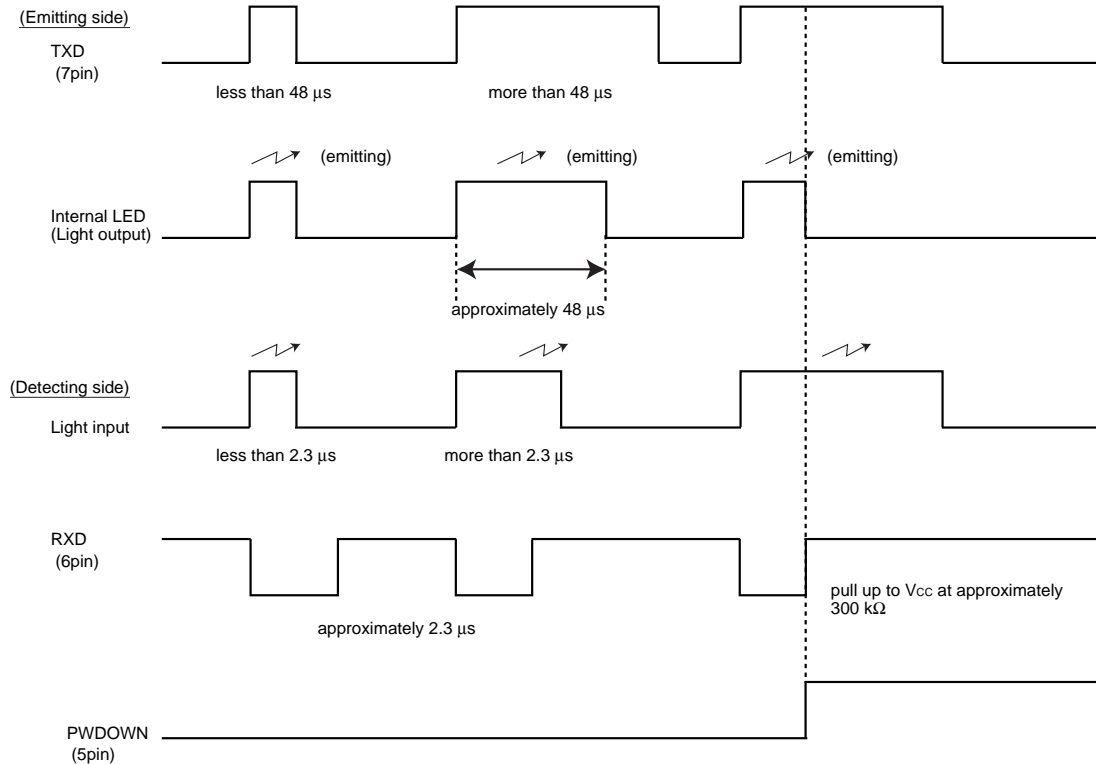 (Emitting side)
TXD
(7pin)
less than 48 μs
more than 48 μs
(emitting)
(emitting)
(emitting)
Internal LED
(Light output)
approximately 48 μs
(Detecting side)
Light input
less than 2.3 μs
more than 2.3 μs
RXD
(6pin)
pull up to VCC at approximately
300 kΩ
approximately 2.3 μs
PWDOWN
(5pin)